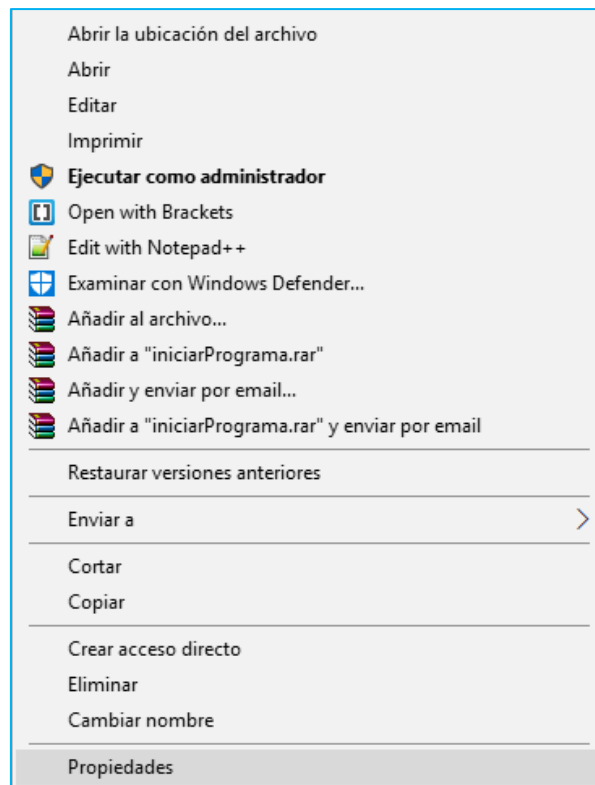 Abrir la ubicación del archivo
Abrir
Editar
Imprimir
Ejecutar como administrador
Open with Brackets
Edit with Notepad++
Examinar con Windows Defender...
Añadir al archivo...
Añadir a "iniciarPrograma.rar"
Añadir y enviar por email...
Añadir a "iniciarPrograma.rar" y enviar por email
Restaurar versiones anteriores
Enviar a
Cortar
Copiar
Crear acceso directo
Eliminar
Cambiar nombre
Propiedades